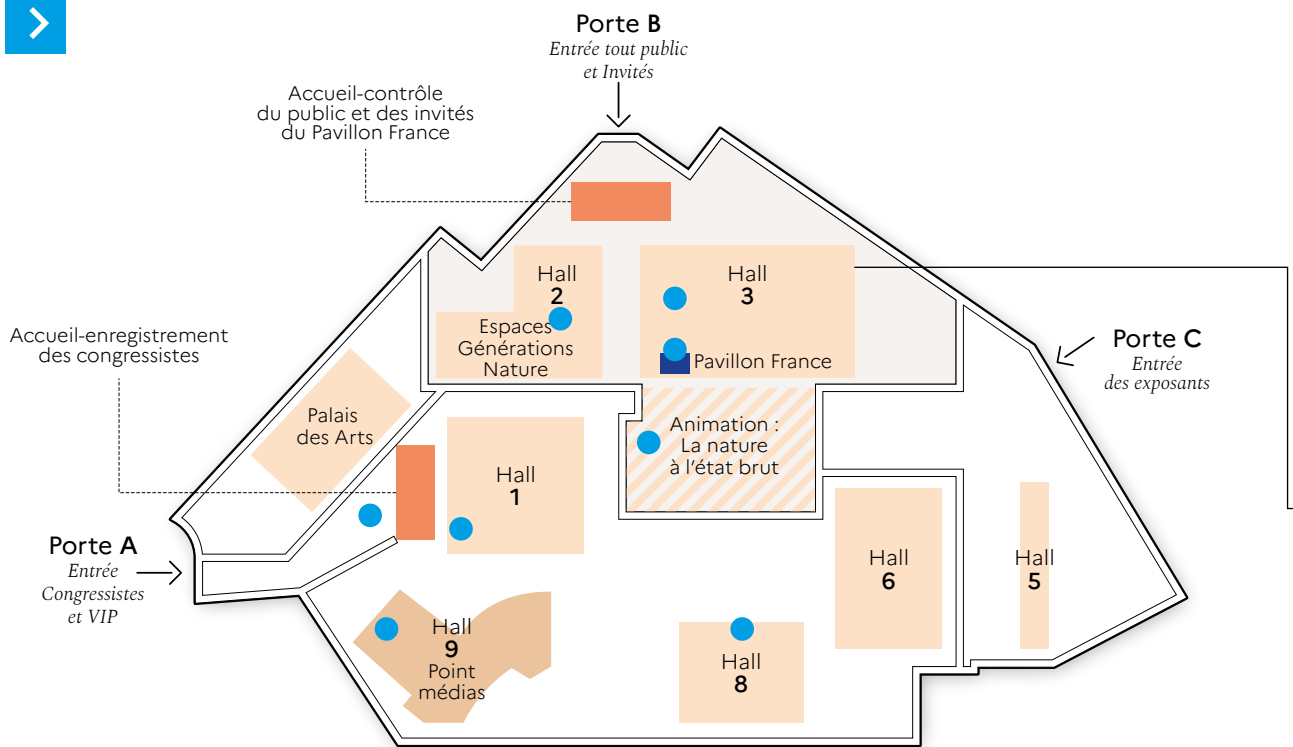 Porte B
Entrée tout public
et Invités
Accueil-contrôle
du public et des invités
du Pavillon France
Hall
2
Espaces
Générations
Nature
Hall
3
Pavillon France
Accueil-enregistrement
des congressistes
Porte C
Entrée
des exposants
Palais
des Arts
Animation :
La nature
à l'état brut
Hall
1
Porte A
Entrée
Congressistes
et VIP
Hall
6
Hall
5
Hall
9
Point
médias
Hall
8